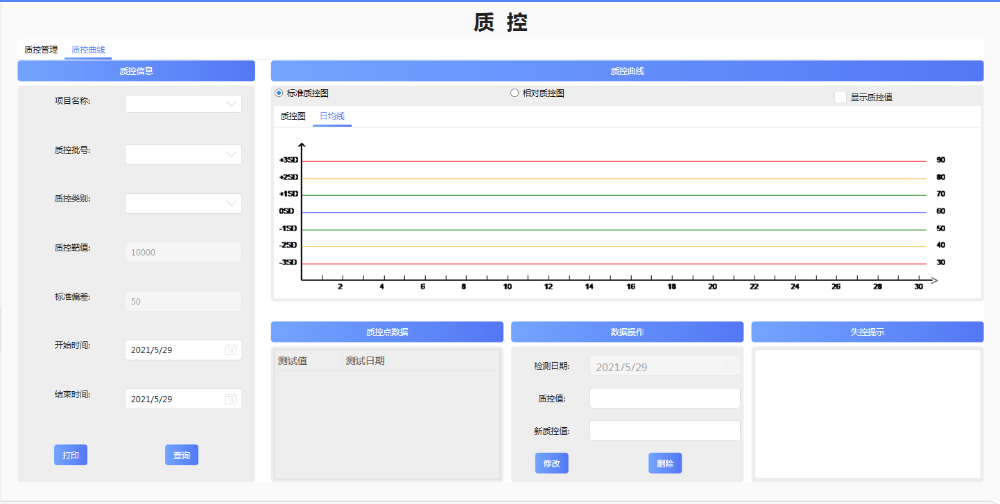 质 控
质控管理 质控曲线
质控信息
项目名称:
质控批号:
质控类别:
质控靶值: 10000
标准偏差: 50
开始时间: 2021/5/29 15
结束时间: 2021/5/29 15
打印 查询
质控曲线
标准质控图 相对质控图 显示质控值
质控图 日均线
+3SD 90
+2SD 80
+1SD 70
0SD 60
-1SD 50
-2SD 40
-3SD 30
2 4 6 8 10 12 14 16 18 20 22 24 26 28 30
质控点数据
测试值 测试日期
数据操作
检测日期: 2021/5/29
质控值:
新质控值:
修改 删除
失控提示